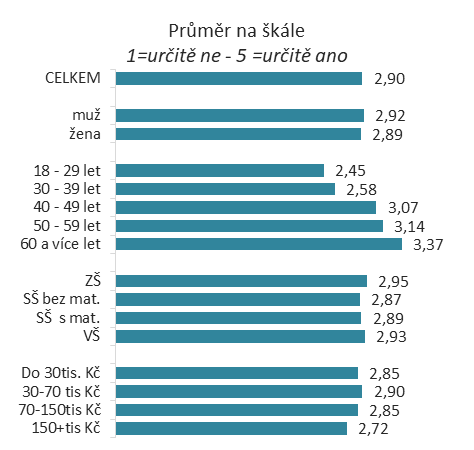 Průměr na škále
1=určitě ne - 5 =určitě ano
CELKEM 2,90
muž 2,92
žena 2,89
18 - 29 let 2,45
30 - 39 let 2,58
40 - 49 let 3,07
50 - 59 let 3,14
60 a více let 3,37
ZŠ 2,95
SŠ bez mat. 2,87
SŠ s mat. 2,89
VŠ 2,93
Do 30tis. Kč 2,85
30-70 tis Kč 2,90
70-150tis Kč 2,85
150+tis Kč 2,72